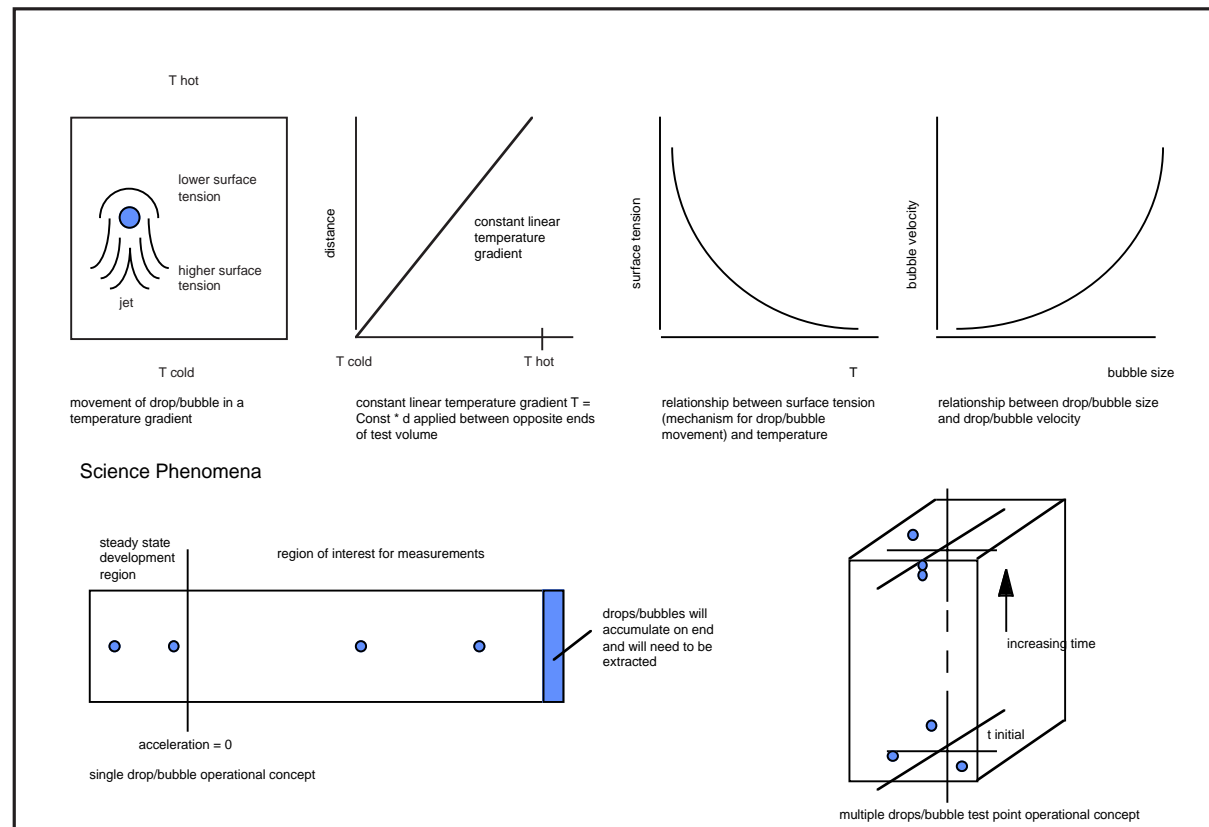 T hot
lower surface
tension
higher surface
tension
jet
T cold
movement of drop/bubble in a
temperature gradient
distance
constant linear
temperature
gradient
T cold
T hot
constant linear temperature gradient T =
Const * d applied between opposite ends
of test volume
surface tension
T
relationship between surface tension
(mechanism for drop/bubble
movement) and temperature
bubble velocity
bubble size
relationship between drop/bubble size
and drop/bubble velocity
Science Phenomena
steady state
development
region
region of interest for measurements
drops/bubbles will
accumulate on end
and will need to be
extracted
acceleration = 0
single drop/bubble operational concept
increasing time
t initial
multiple drops/bubble test point operational concept